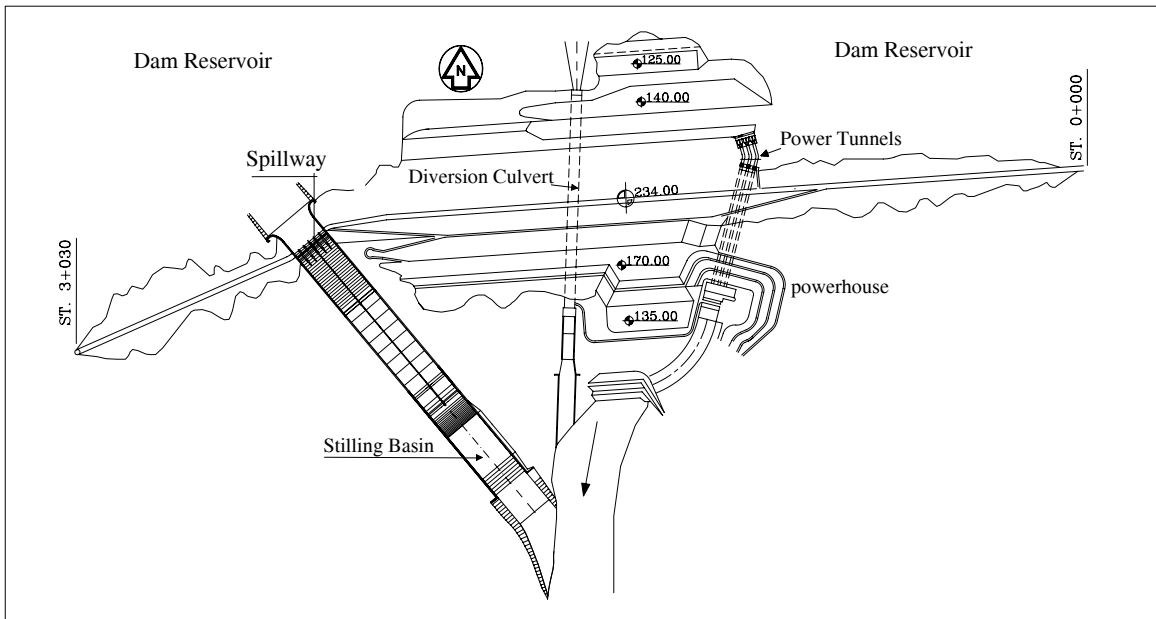 Dam Reservoir
Dam Reservoir
N
125.00
140.00
ST. 0+000
Power Tunnels
Spillway
Diversion Culvert
234.00
ST. 3+030
170.00
powerhouse
135.00
Stilling Basin